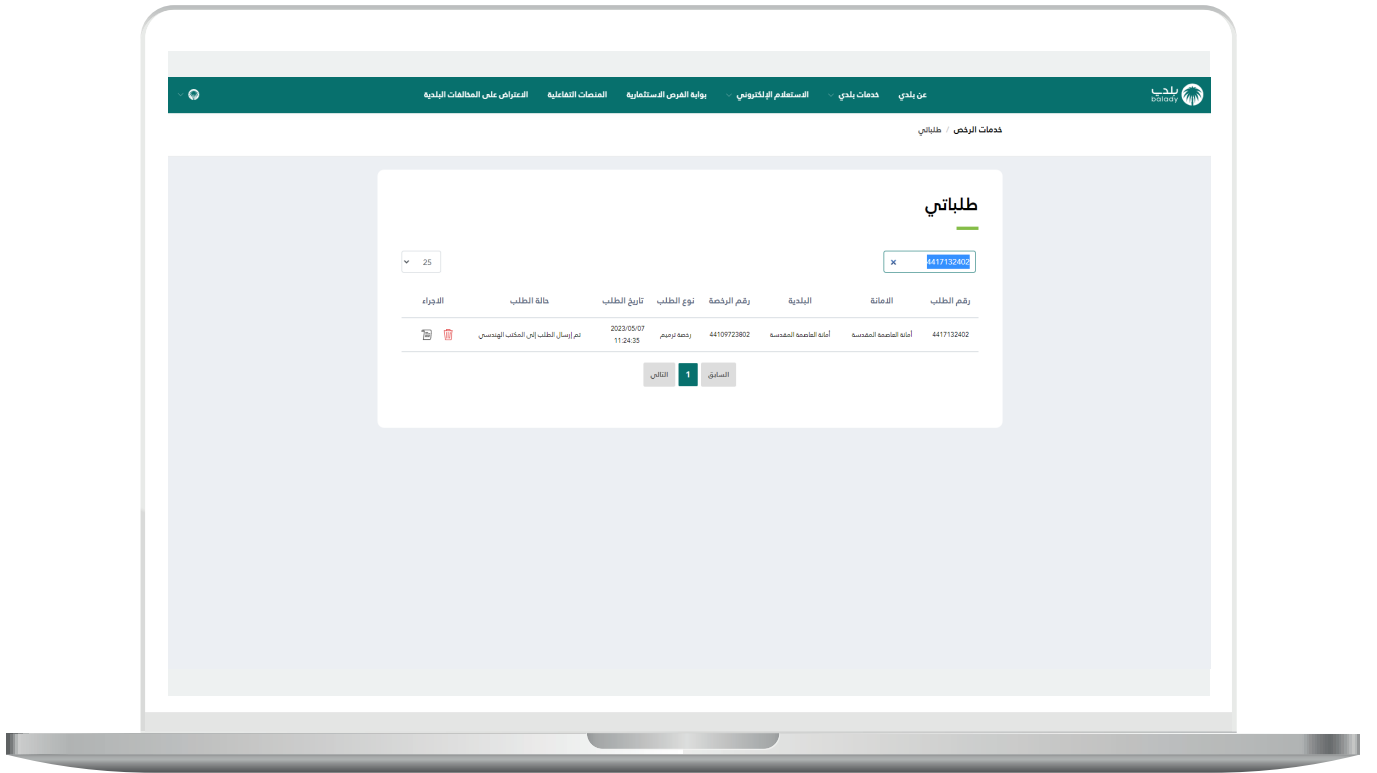 بلدي
balady
عن بلدي خدمات بلدي الاستعلام الإلكتروني بوابة الفرص الاستثمارية المنصات التفاعلية الاعتراض على المخالفات البلدية
خدمات الرخص / طلباتي
طلباتي
4417132402 × 25
رقم الطلب الامانة البلدية رقم الرخصة نوع الطلب تاريخ الطلب حالة الطلب الاجراء
4417132402 أمانة العاصمة المقدسة أمانة العاصمة المقدسة 44109723802 رخصة ترميم 2023/05/07 11:24:35 تم إرسال الطلب إلى المكتب الهندسي
السابق 1 التالي